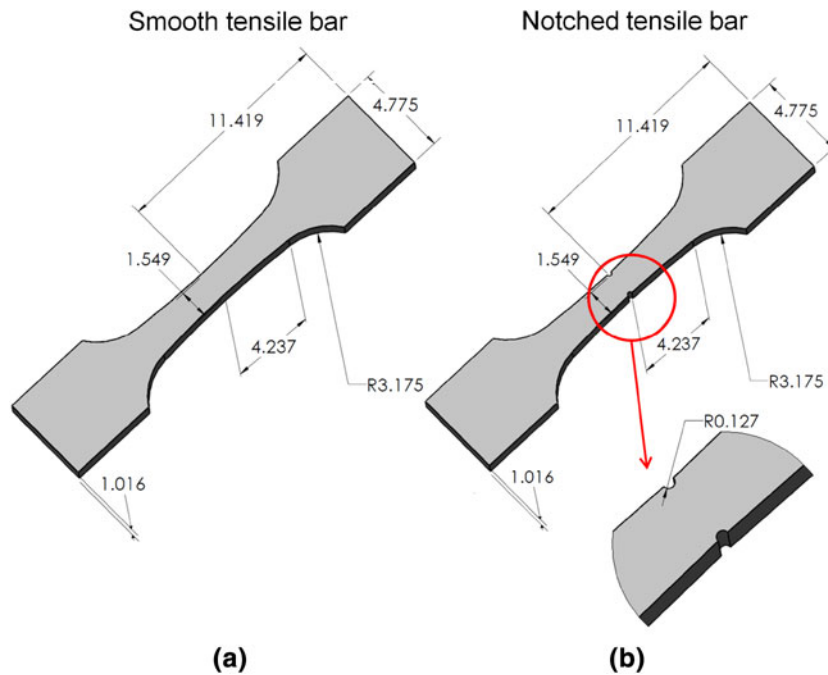 Smooth tensile bar
11.419
4.775
1.549
4.237
R3.175
1.016
(a)
Notched tensile bar
11.419
4.775
1.549
4.237
R3.175
R0.127
1.016
(b)